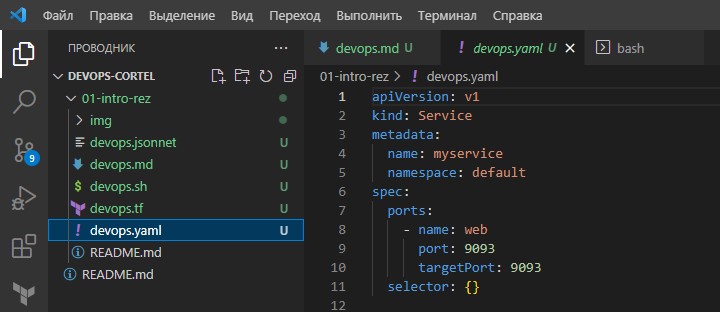 Файл Правка Выделение Вид Переход Выполнить Терминал Справка
ПРОВОДНИК
DEVOPS-CORTEL
01-intro-rez
img
devops.jsonnet U
devops.md U
devops.sh U
devops.tf U
devops.yaml U
README.md
README.md
9
devops.md U devops.yaml U bash
01-intro-rez > devops.yaml
1 apiVersion: v1
2 kind: Service
3 metadata:
4 name: myservice
5 namespace: default
6 spec:
7 ports:
8 - name: web
9 port: 9093
10 targetPort: 9093
11 selector: {}
12